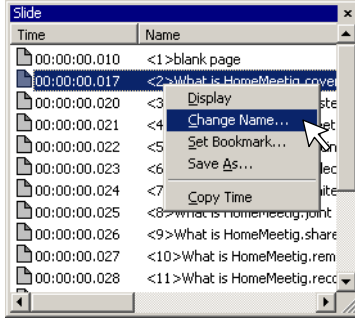 Slide
Time Name
00:00:00.010 <1>blank page
00:00:00.017 <2>What is HomeMeetig.cover
00:00:00.020 <3
Display
00:00:00.021 <4
Change Name...
00:00:00.022 <5
Set Bookmark...
00:00:00.023 <6
Save As...
00:00:00.024 <7
Copy Time
00:00:00.025 <8>What is HomeMeetig.joint
00:00:00.026 <9>What is HomeMeetig.share
00:00:00.027 <10>What is HomeMeetig.rem
00:00:00.028 <11>What is HomeMeetig.recc